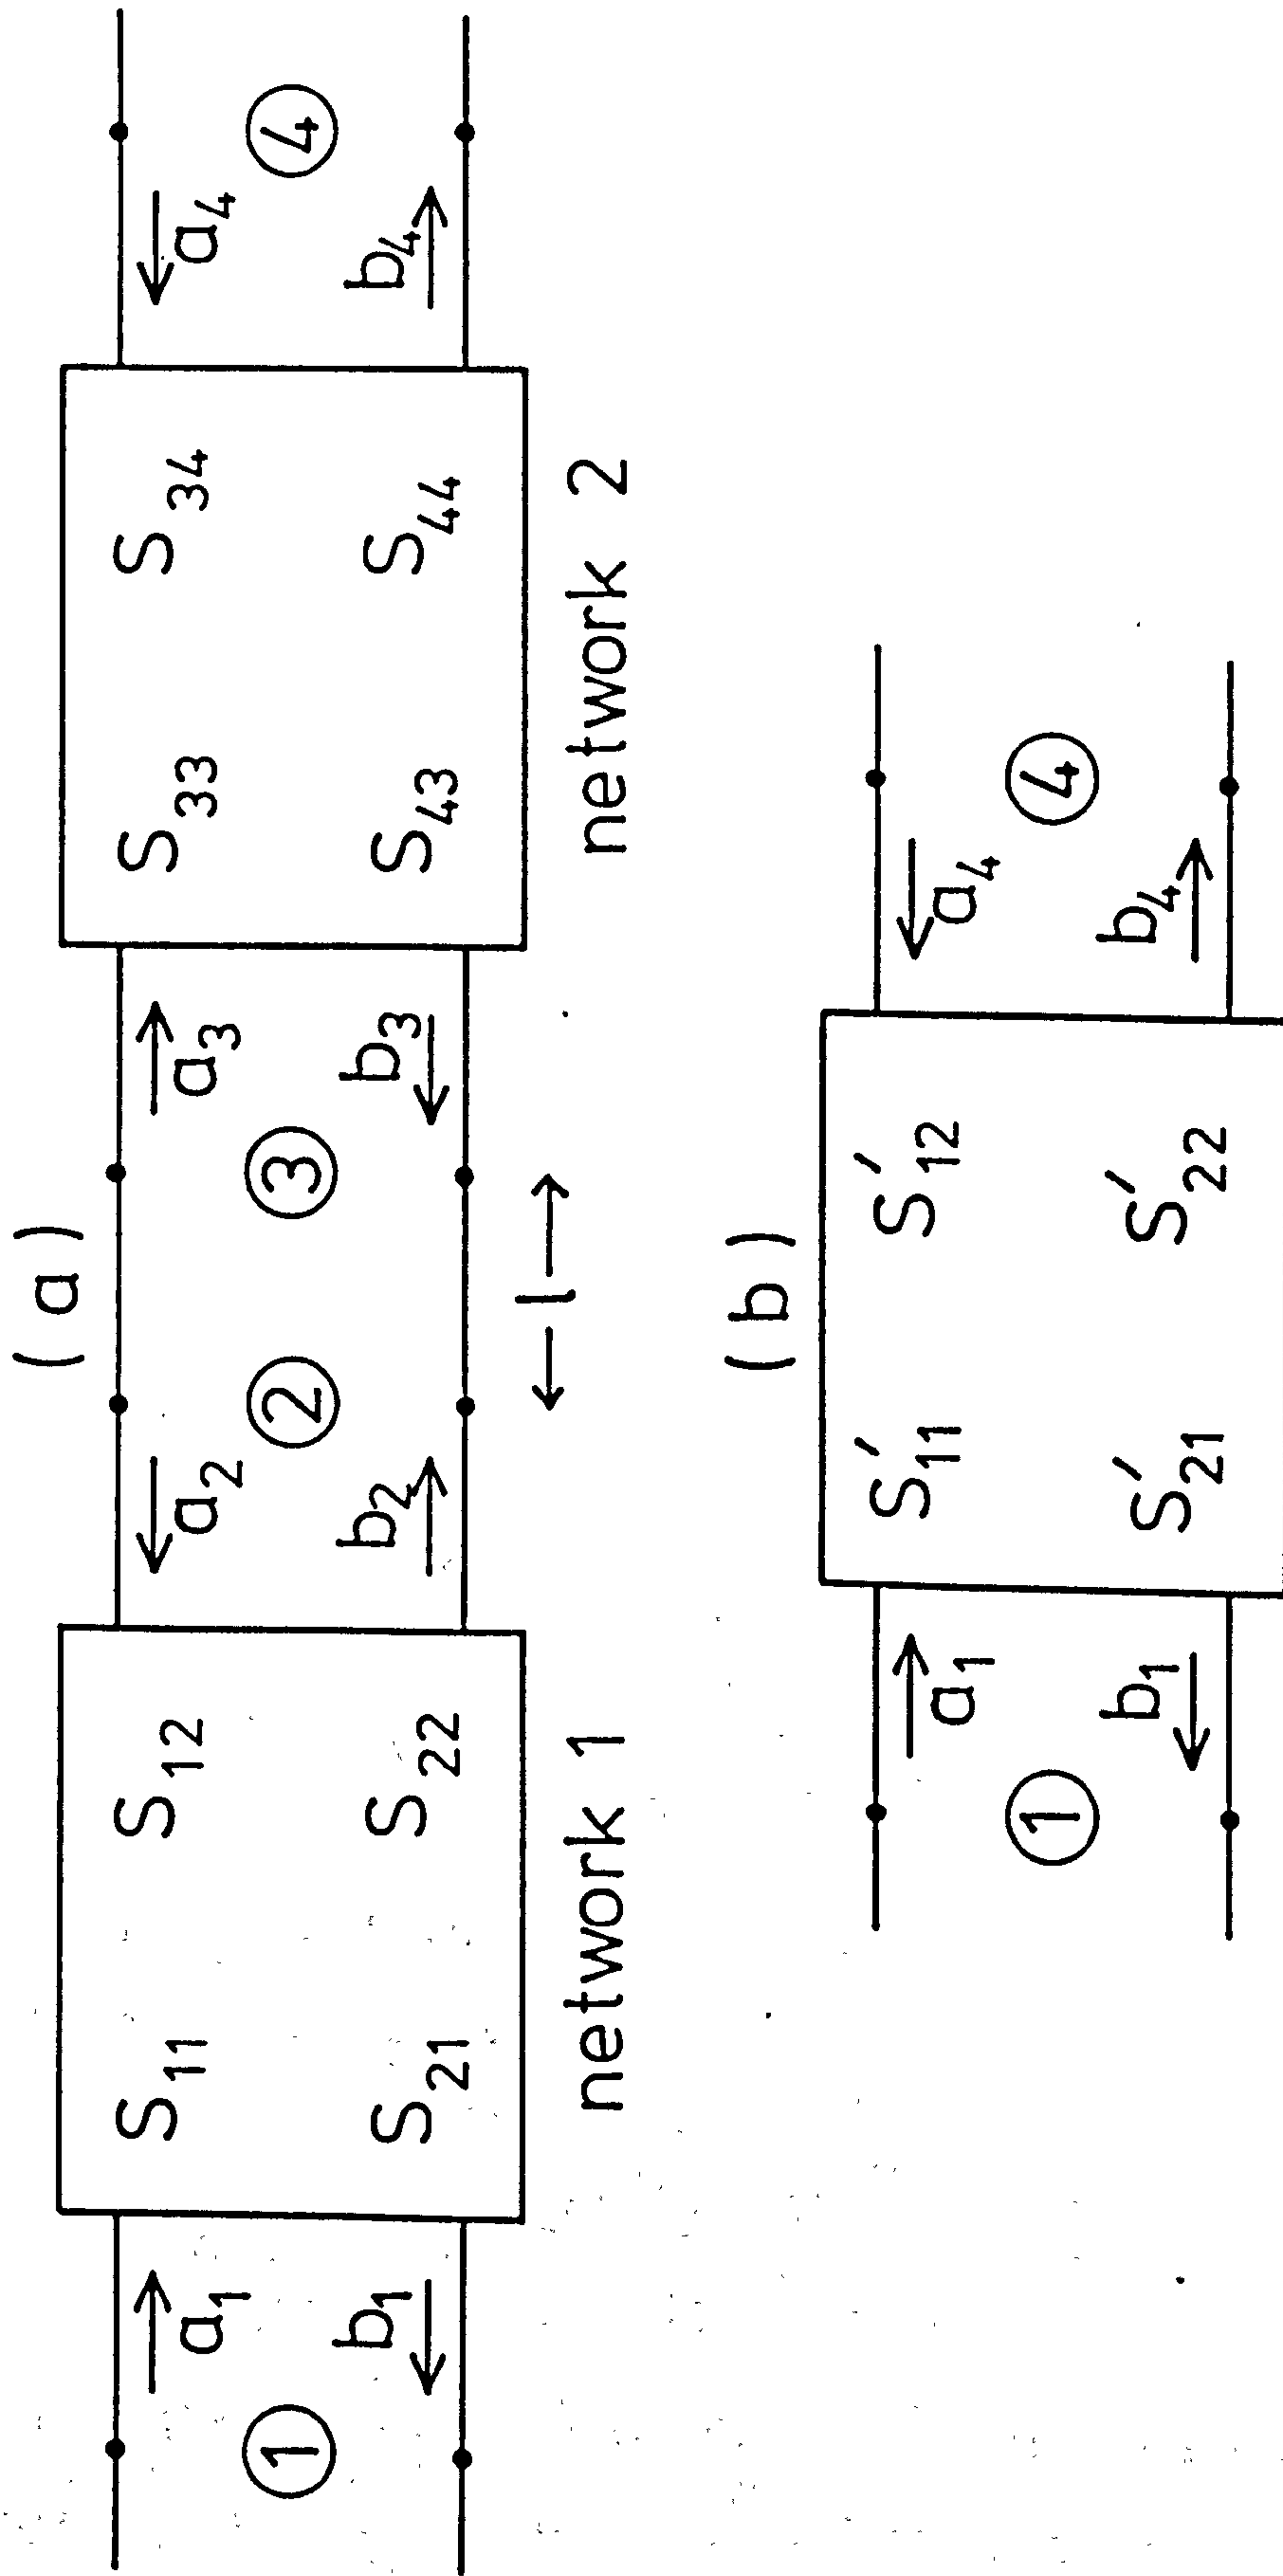 (a)
a₁ S₁₁ S₁₂ a₂ a₃ S₃₃ S₃₄ a₄
① ② ③ ④
b₁ S₂₁ S₂₂ b₂ b₃ S₄₃ S₄₄ b₄
network 1 l network 2
(b)
a₁ S′₁₁ S′₁₂ a₄
① ④
b₁ S′₂₁ S′₂₂ b₄